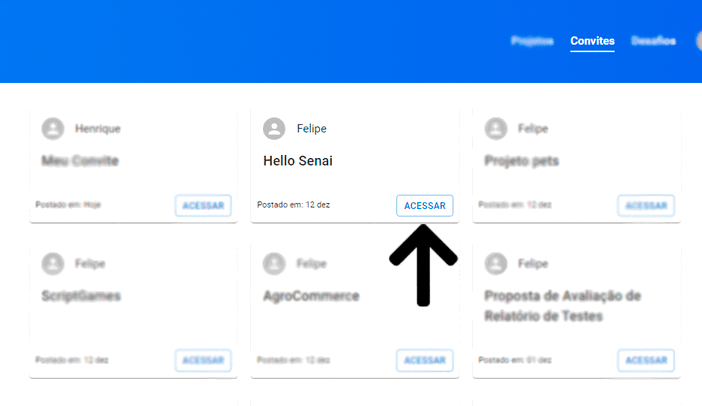 Projetos Convites Desafios
Henrique
Meu Convite
Postado em: Hoje
ACESSAR
Felipe
Hello Senai
Postado em: 12 dez
ACESSAR
Felipe
Projeto pets
Postado em: 12 dez
ACESSAR
Felipe
ScriptGames
Postado em: 12 dez
ACESSAR
Felipe
AgroCommerce
Postado em: 12 dez
ACESSAR
Felipe
Proposta de Avaliação de
Relatório de Testes
Postado em: 01 dez
ACESSAR